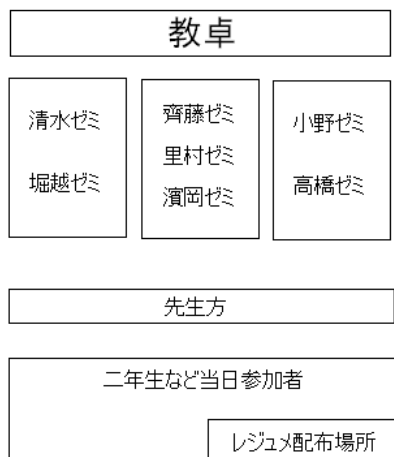 教卓
清水ゼミ
堀越ゼミ
齊藤ゼミ
里村ゼミ
濱岡ゼミ
小野ゼミ
高橋ゼミ
先生方
二年生など当日参加者
レジュメ配布場所